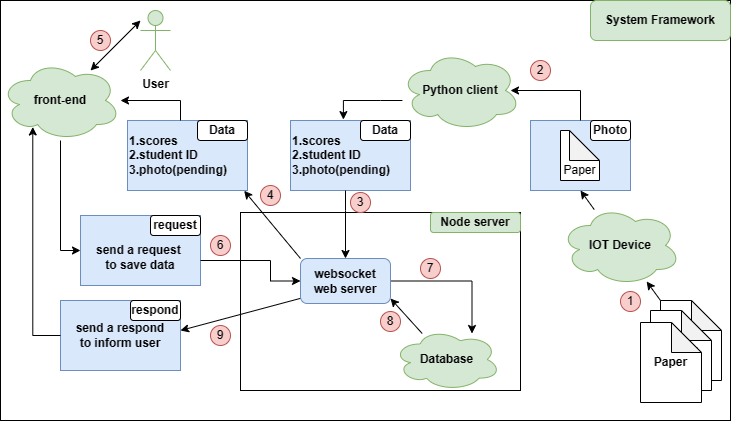 System Framework
5
User
front-end
Python client
2
Data
1.scores
2.student ID
3.photo(pending)
Data
1.scores
2.student ID
3.photo(pending)
Photo
Paper
4
3
request
send a request
to save data
6
Node server
websocket
web server
7
IOT Device
1
respond
send a respond
to inform user
9
8
Database
Paper